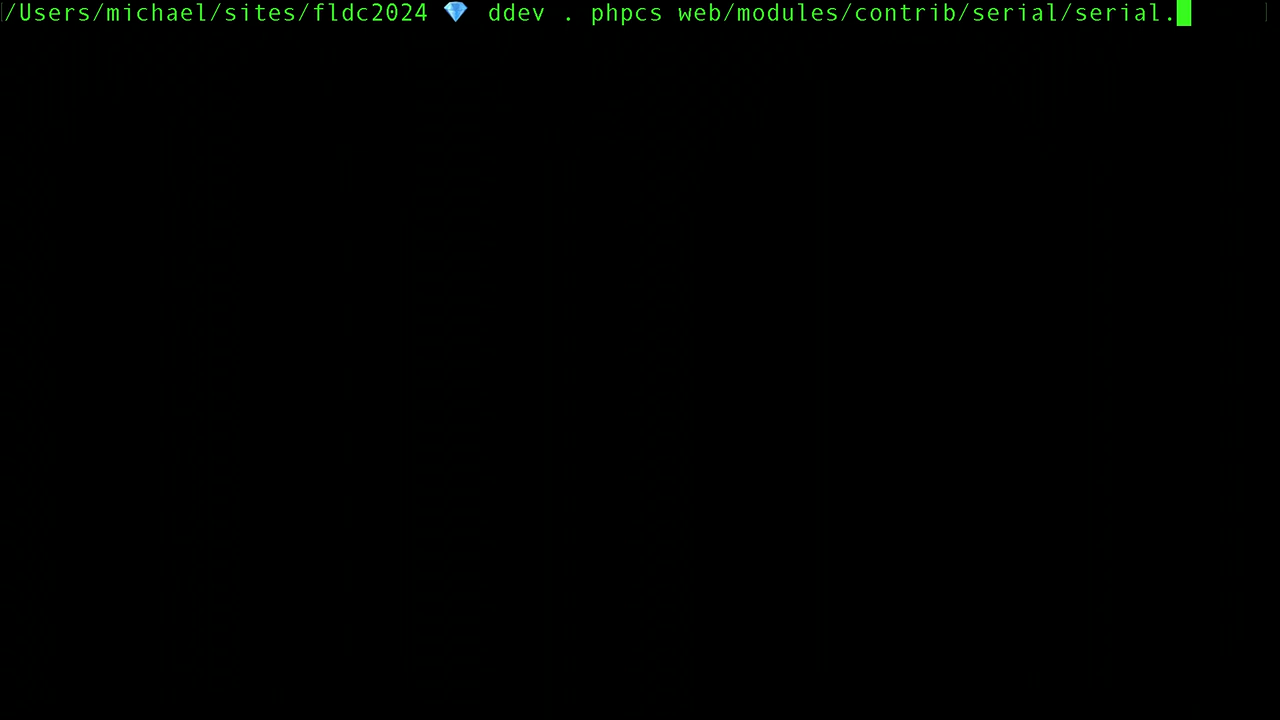 /Users/michael/sites/fldc2024 💎 ddev . phpcs web/modules/contrib/serial/serial.